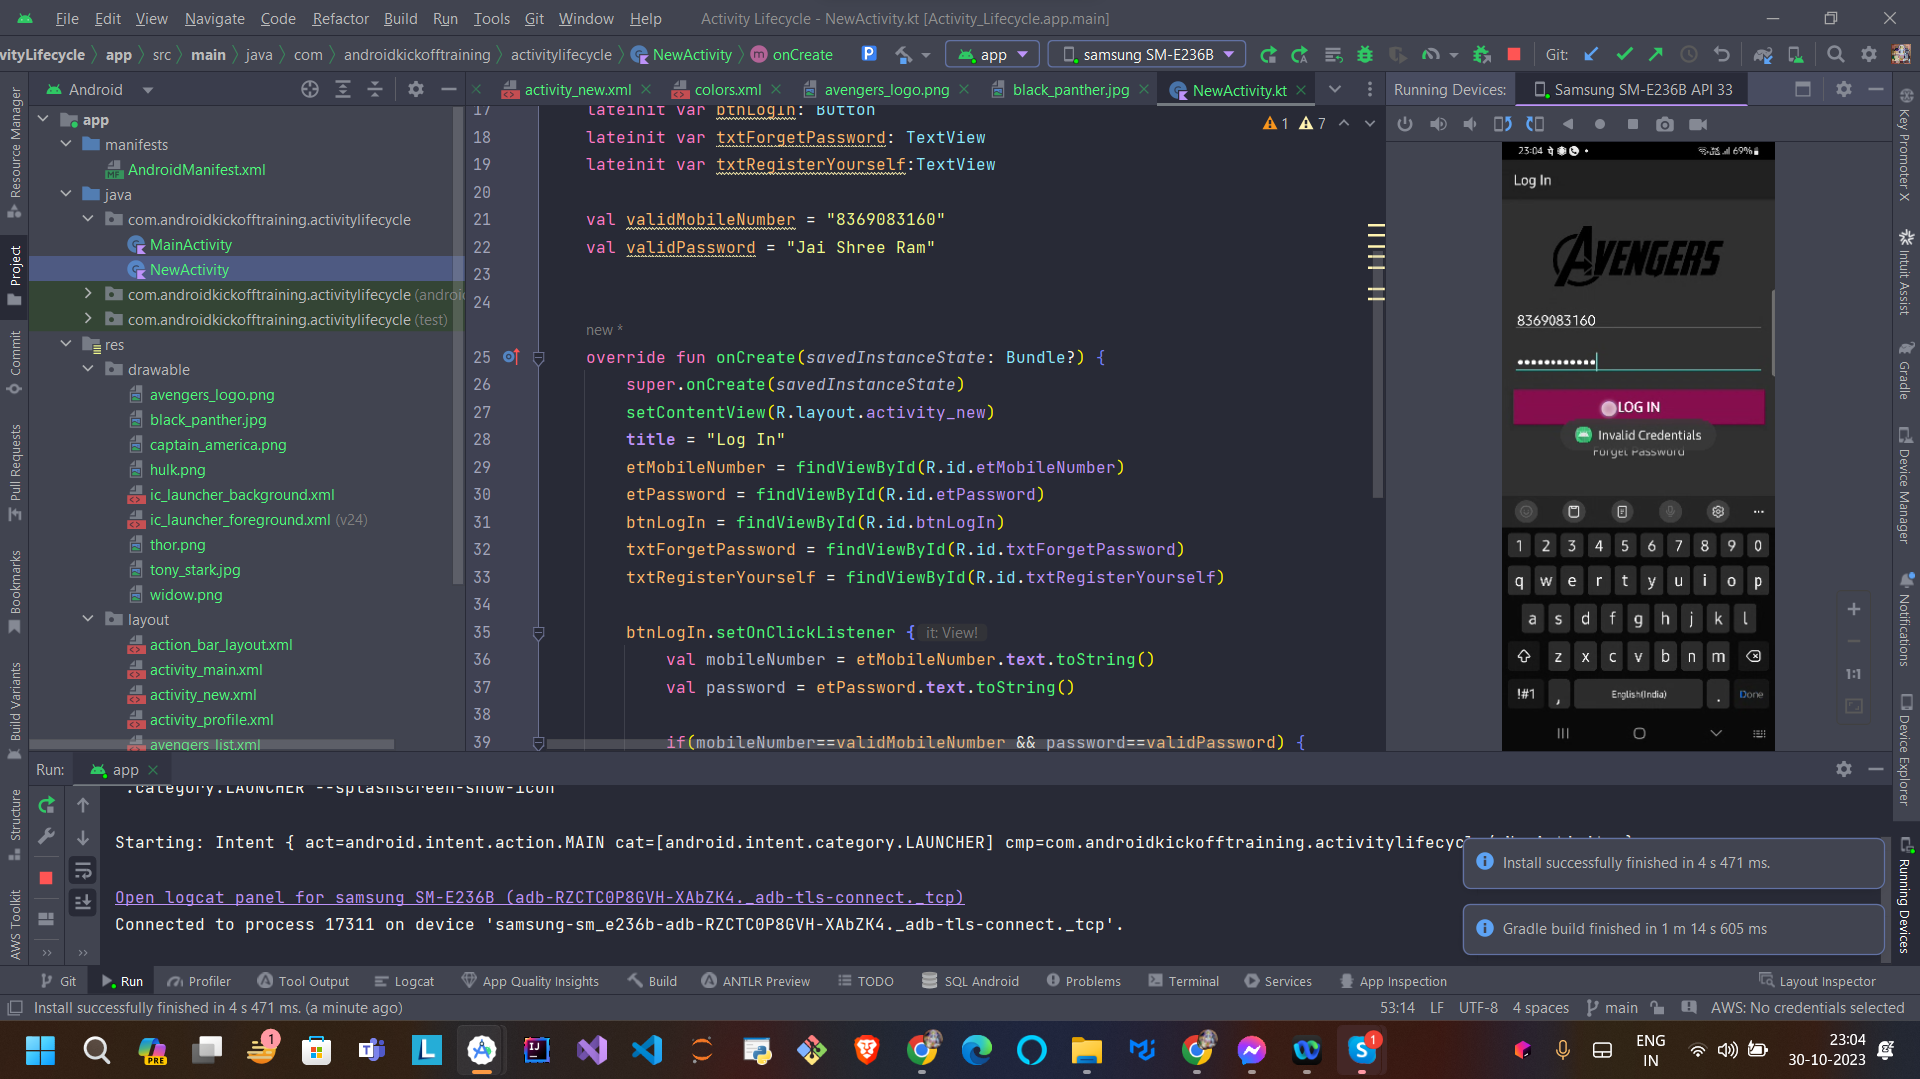 File Edit View Navigate Code Refactor Build Run Tools Git Window Help Activity Lifecycle - NewActivity.kt [Activity_Lifecycle.app.main]
vityLifecycle app src main java com androidkickofftraining activitylifecycle NewActivity onCreate app samsung SM-E236B Git:
Android
activity_new.xml colors.xml avengers_logo.png black_panther.jpg NewActivity.kt
Running Devices: Samsung SM-E236B API 33
Resource Manager
Project
Commit
Pull Requests
Bookmarks
Build Variants
Structure
AWS Toolkit
app
manifests
AndroidManifest.xml
java
com.androidkickofftraining.activitylifecycle
MainActivity
NewActivity
com.androidkickofftraining.activitylifecycle (androi
com.androidkickofftraining.activitylifecycle (test)
res
drawable
avengers_logo.png
black_panther.jpg
captain_america.png
hulk.png
ic_launcher_background.xml
ic_launcher_foreground.xml (v24)
thor.png
tony_stark.jpg
widow.png
layout
action_bar_layout.xml
activity_main.xml
activity_new.xml
activity_profile.xml
avengers_list.xml
1 7
17 lateinit var btnLogIn: Button
18 lateinit var txtForgetPassword: TextView
19 lateinit var txtRegisterYourself:TextView
20
21 val validMobileNumber = "8369083160"
22 val validPassword = "Jai Shree Ram"
23
24
new *
25 override fun onCreate(savedInstanceState: Bundle?) {
26 super.onCreate(savedInstanceState)
27 setContentView(R.layout.activity_new)
28 title = "Log In"
29 etMobileNumber = findViewById(R.id.etMobileNumber)
30 etPassword = findViewById(R.id.etPassword)
31 btnLogIn = findViewById(R.id.btnLogIn)
32 txtForgetPassword = findViewById(R.id.txtForgetPassword)
33 txtRegisterYourself = findViewById(R.id.txtRegisterYourself)
34
35 btnLogIn.setOnClickListener { it: View!
36 val mobileNumber = etMobileNumber.text.toString()
37 val password = etPassword.text.toString()
38
39 if(mobileNumber==validMobileNumber && password==validPassword) {
23:04 69%
Log In
AVENGERS
8369083160
••••••••••••
LOG IN
Invalid Credentials
Forget Password
1 2 3 4 5 6 7 8 9 0
q w e r t y u i o p
a s d f g h j k l
z x c v b n m
!#1 , English(India) . Done
1:1
Key Promoter X
Intuit Assist
Gradle
Device Manager
Notifications
Device Explorer
Running Devices
Run: app
.category.LAUNCHER --splashscreen-show-icon
Starting: Intent { act=android.intent.action.MAIN cat=[android.intent.category.LAUNCHER] cmp=com.androidkickofftraining.activitylifecyc
Open logcat panel for samsung SM-E236B (adb-RZCTC0P8GVH-XAbZK4._adb-tls-connect._tcp)
Connected to process 17311 on device 'samsung-sm_e236b-adb-RZCTC0P8GVH-XAbZK4._adb-tls-connect._tcp'.
Install successfully finished in 4 s 471 ms.
Gradle build finished in 1 m 14 s 605 ms
Git Run Profiler Tool Output Logcat App Quality Insights Build ANTLR Preview TODO SQL Android Problems Terminal Services App Inspection Layout Inspector
Install successfully finished in 4 s 471 ms. (a minute ago) 53:14 LF UTF-8 4 spaces main AWS: No credentials selected
PRE 1 L IJ S 1
ENG
IN
23:04
30-10-2023